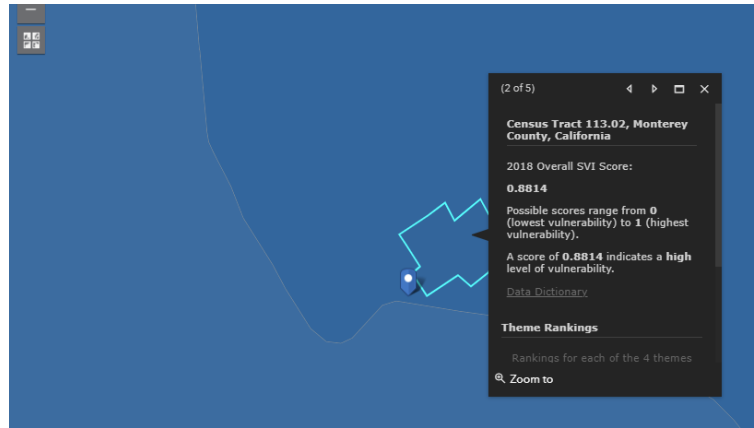 (2 of 5)
Census Tract 113.02, Monterey
County, California
2018 Overall SVI Score:
0.8814
Possible scores range from 0
(lowest vulnerability) to 1 (highest
vulnerability).
A score of 0.8814 indicates a high
level of vulnerability.
Data Dictionary
Theme Rankings
Rankings for each of the 4 themes
Zoom to